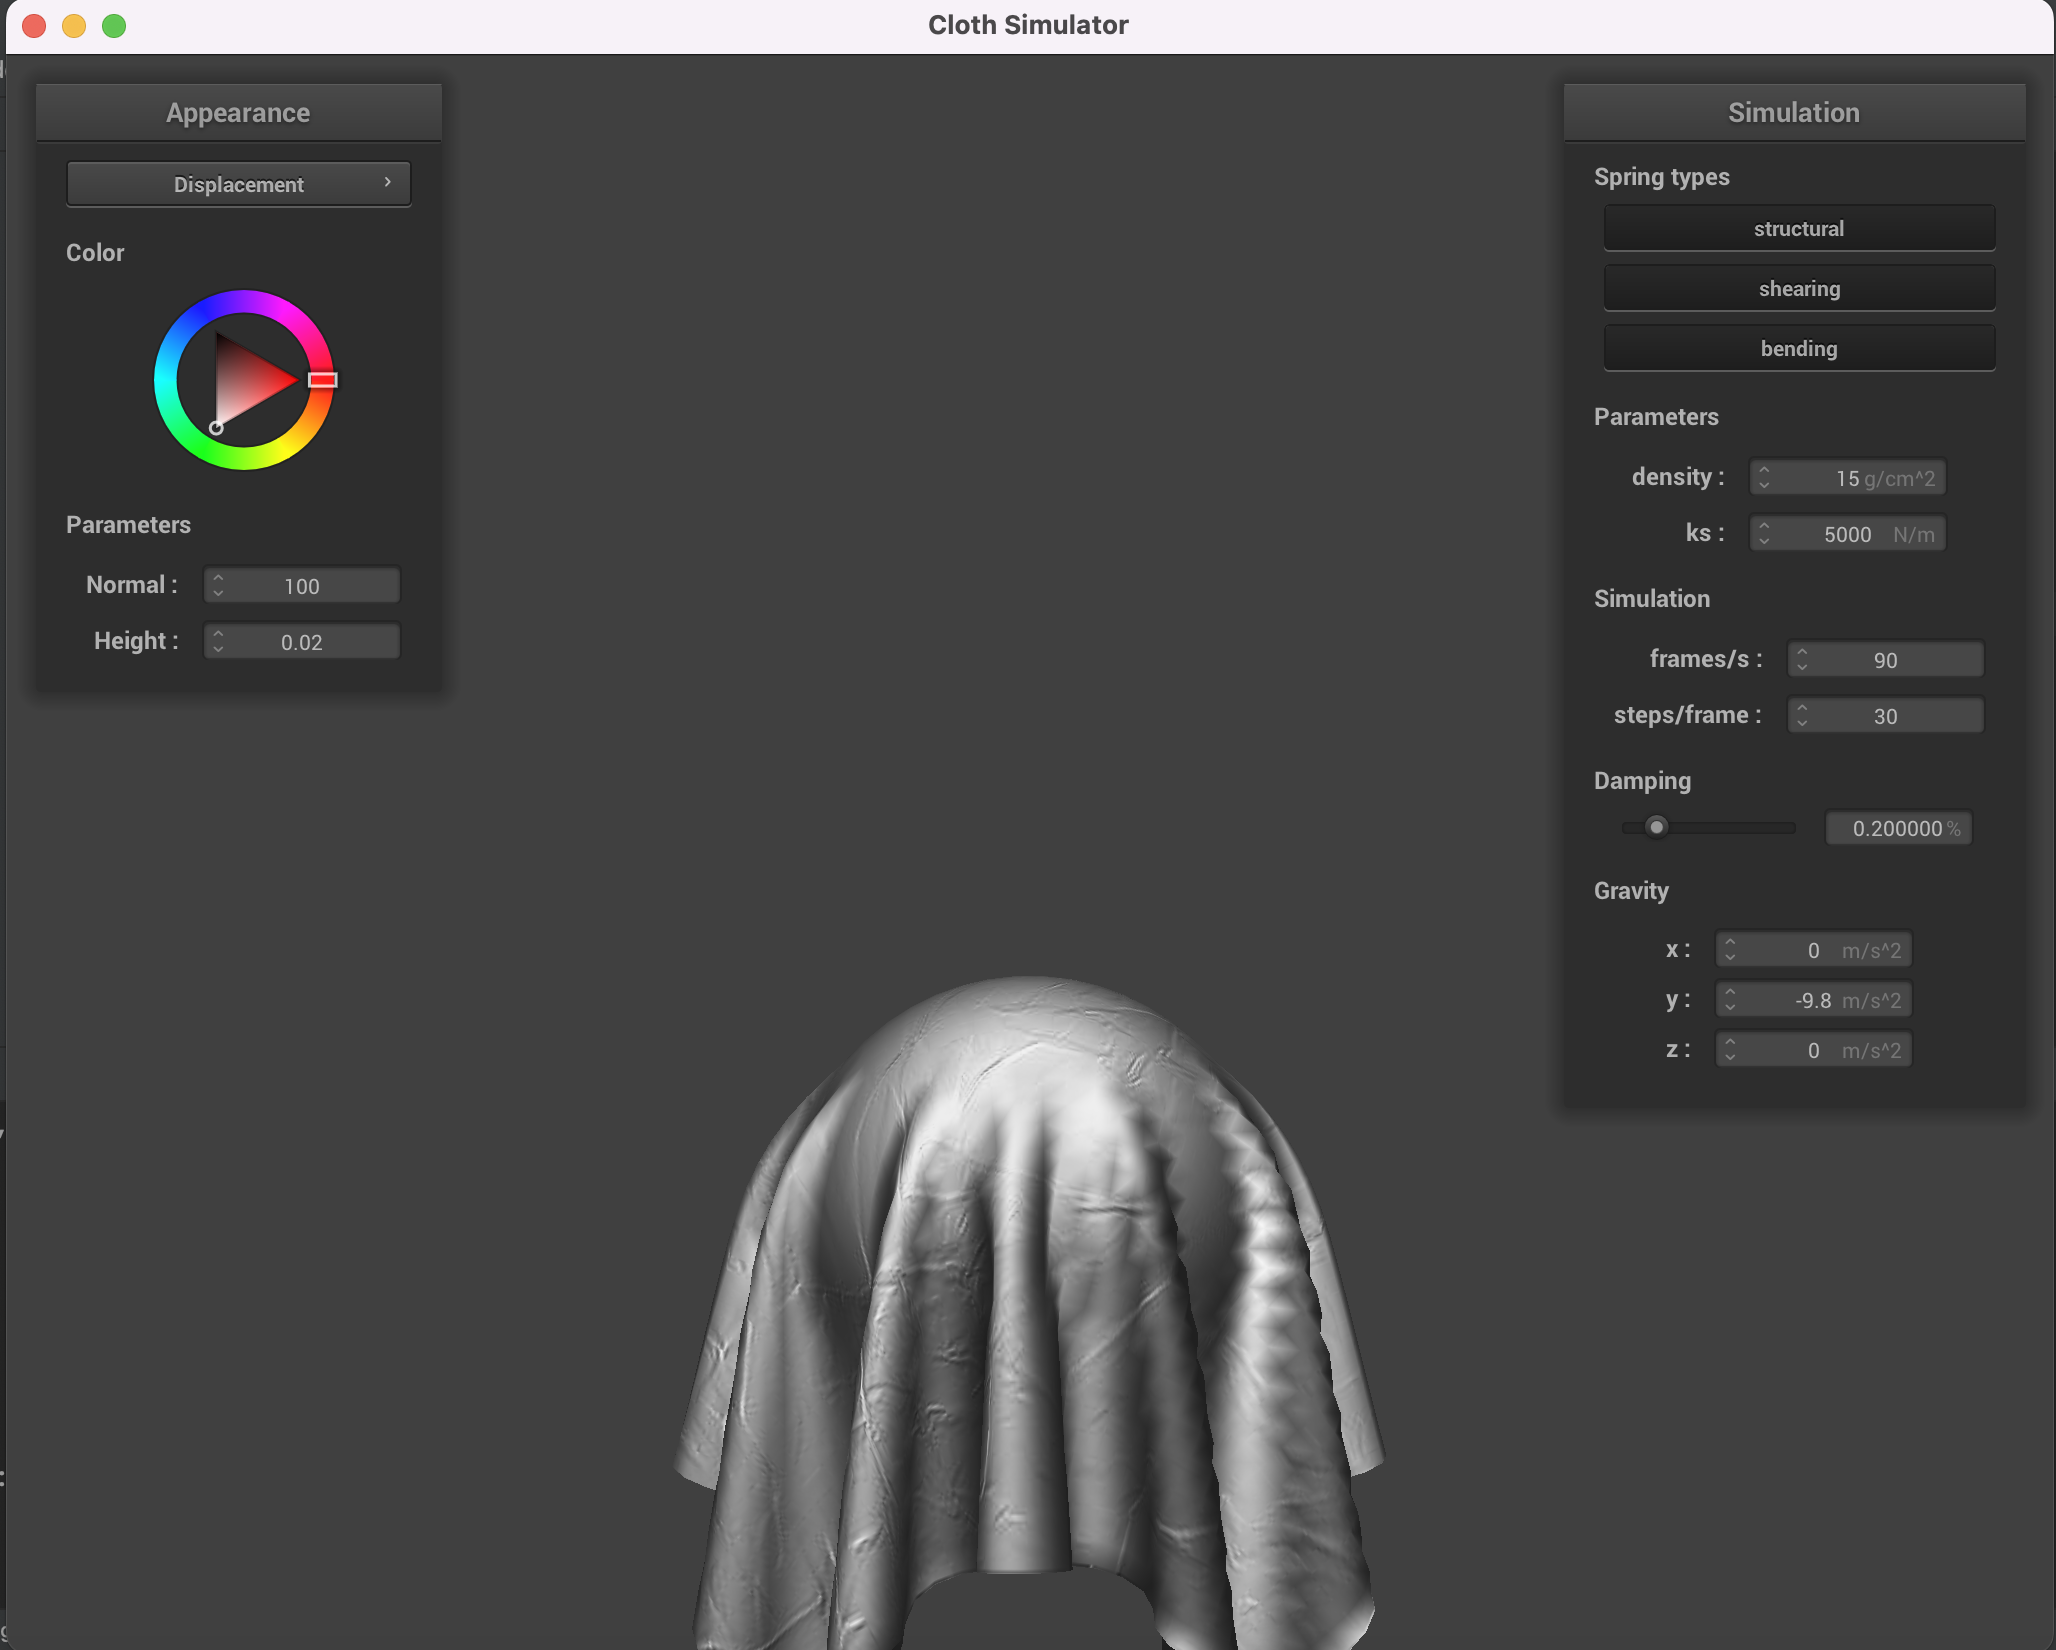 Cloth Simulator
Appearance
Displacement
Color
Parameters
Normal : 100
Height : 0.02
Simulation
Spring types
structural
shearing
bending
Parameters
density : 15 g/cm^2
ks : 5000 N/m
Simulation
frames/s : 90
steps/frame : 30
Damping
0.200000 %
Gravity
x : 0 m/s^2
y : -9.8 m/s^2
z : 0 m/s^2